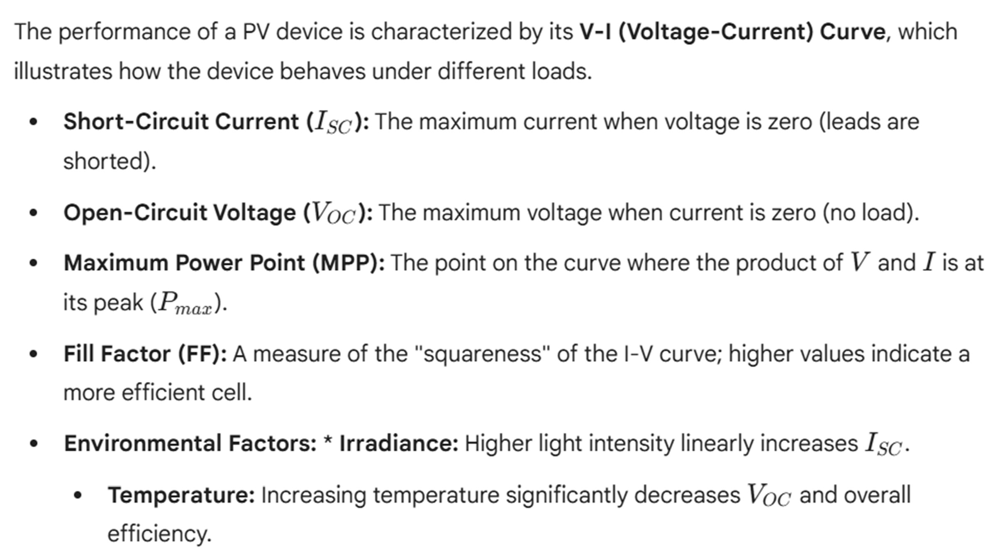 The performance of a PV device is characterized by its V-I (Voltage-Current) Curve, which
illustrates how the device behaves under different loads.
• Short-Circuit Current (I_{SC}): The maximum current when voltage is zero (leads are
shorted).
• Open-Circuit Voltage (V_{OC}): The maximum voltage when current is zero (no load).
• Maximum Power Point (MPP): The point on the curve where the product of V and I is at
its peak (P_{max}).
• Fill Factor (FF): A measure of the "squareness" of the I-V curve; higher values indicate a
more efficient cell.
• Environmental Factors: * Irradiance: Higher light intensity linearly increases I_{SC}.
• Temperature: Increasing temperature significantly decreases V_{OC} and overall
efficiency.